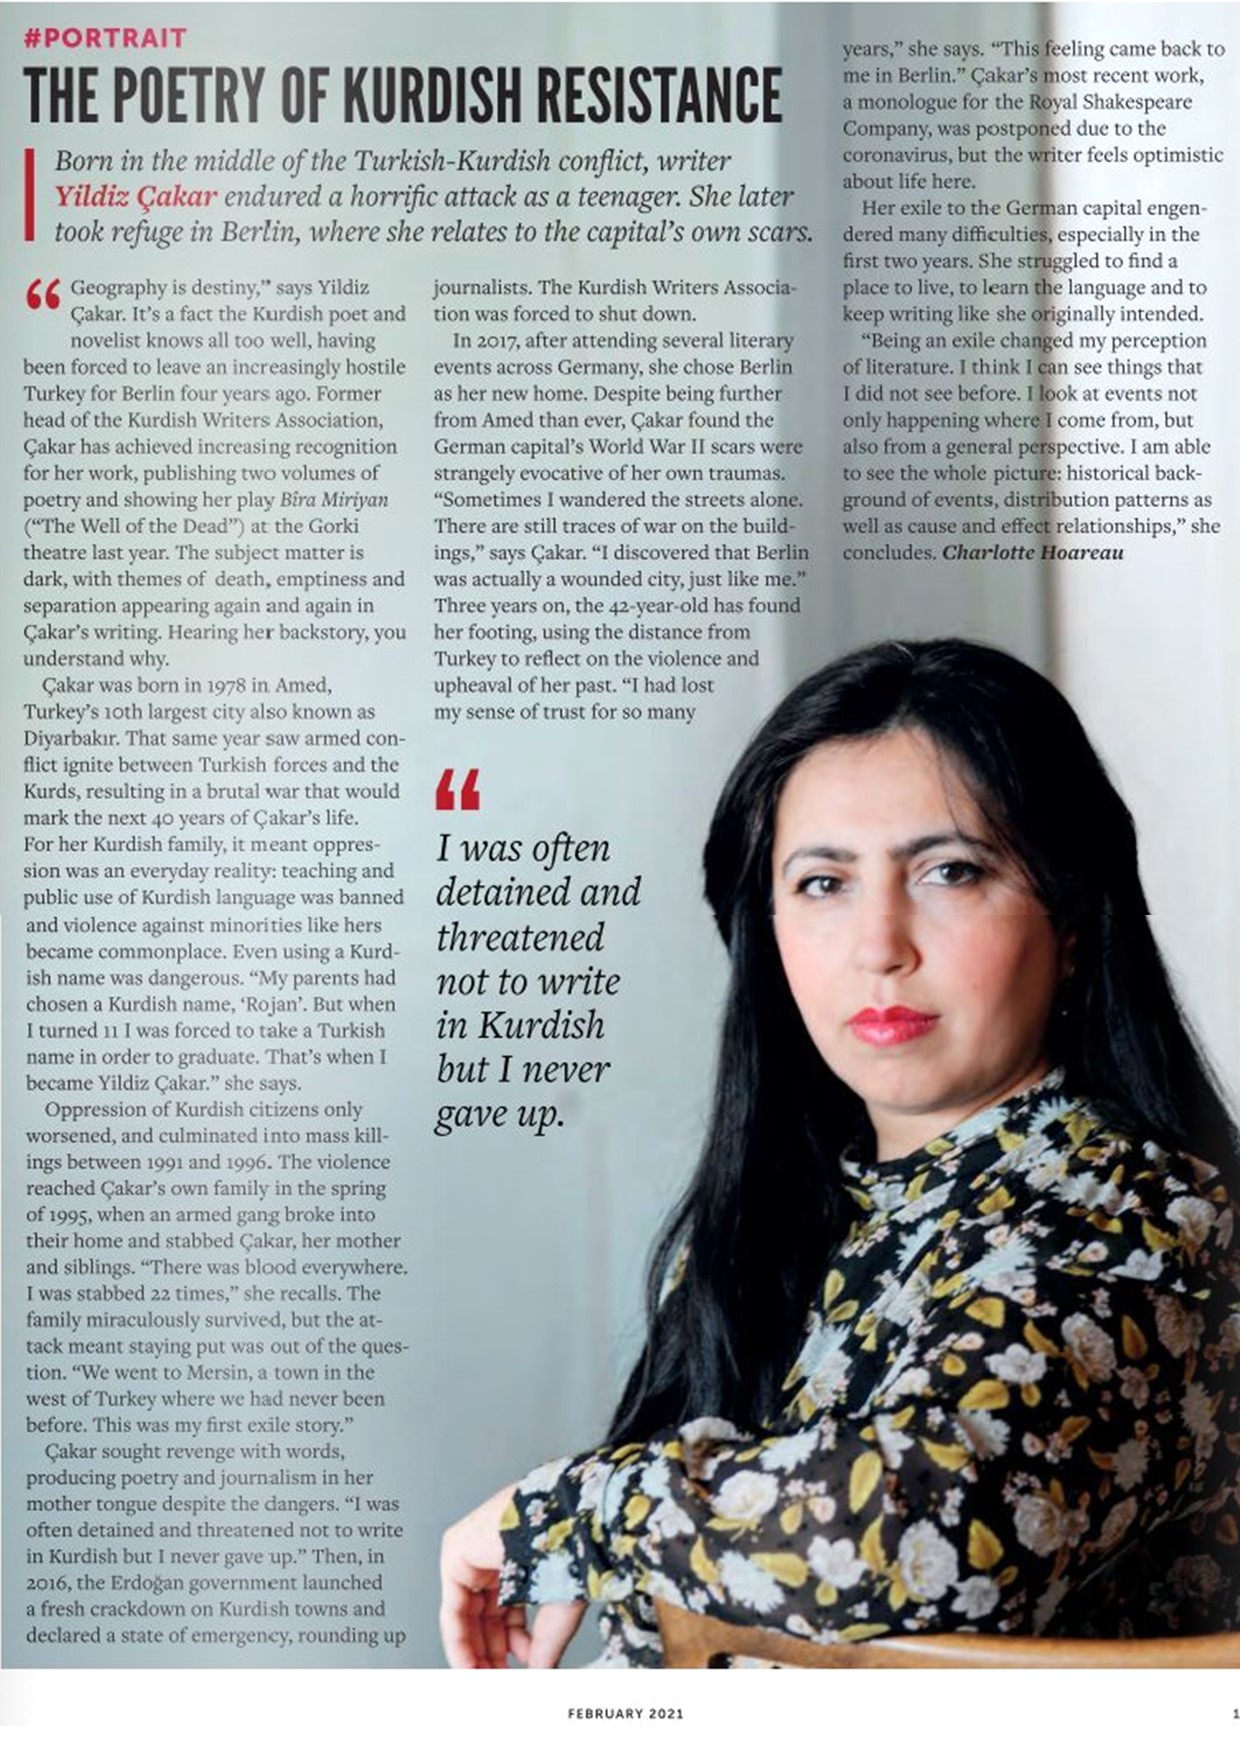 #PORTRAIT
THE POETRY OF KURDISH RESISTANCE
Born in the middle of the Turkish-Kurdish conflict, writer
Yildiz Çakar endured a horrific attack as a teenager. She later
took refuge in Berlin, where she relates to the capital's own scars.
“ Geography is destiny,” says Yildiz
Çakar. It's a fact the Kurdish poet and
novelist knows all too well, having
been forced to leave an increasingly hostile
Turkey for Berlin four years ago. Former
head of the Kurdish Writers Association,
Çakar has achieved increasing recognition
for her work, publishing two volumes of
poetry and showing her play Bîra Miriyan
(“The Well of the Dead”) at the Gorki
theatre last year. The subject matter is
dark, with themes of death, emptiness and
separation appearing again and again in
Çakar's writing. Hearing her backstory, you
understand why.
Çakar was born in 1978 in Amed,
Turkey's 10th largest city also known as
Diyarbakır. That same year saw armed con-
flict ignite between Turkish forces and the
Kurds, resulting in a brutal war that would
mark the next 40 years of Çakar's life.
For her Kurdish family, it meant oppres-
sion was an everyday reality: teaching and
public use of Kurdish language was banned
and violence against minorities like hers
became commonplace. Even using a Kurd-
ish name was dangerous. “My parents had
chosen a Kurdish name, ‘Rojan’. But when
I turned 11 I was forced to take a Turkish
name in order to graduate. That's when I
became Yildiz Çakar.” she says.
Oppression of Kurdish citizens only
worsened, and culminated into mass kill-
ings between 1991 and 1996. The violence
reached Çakar's own family in the spring
of 1995, when an armed gang broke into
their home and stabbed Çakar, her mother
and siblings. “There was blood everywhere.
I was stabbed 22 times,” she recalls. The
family miraculously survived, but the at-
tack meant staying put was out of the ques-
tion. “We went to Mersin, a town in the
west of Turkey where we had never been
before. This was my first exile story.”
Çakar sought revenge with words,
producing poetry and journalism in her
mother tongue despite the dangers. “I was
often detained and threatened not to write
in Kurdish but I never gave up.” Then, in
2016, the Erdoğan government launched
a fresh crackdown on Kurdish towns and
declared a state of emergency, rounding up
journalists. The Kurdish Writers Associa-
tion was forced to shut down.
In 2017, after attending several literary
events across Germany, she chose Berlin
as her new home. Despite being further
from Amed than ever, Çakar found the
German capital's World War II scars were
strangely evocative of her own traumas.
“Sometimes I wandered the streets alone.
There are still traces of war on the build-
ings,” says Çakar. “I discovered that Berlin
was actually a wounded city, just like me.”
Three years on, the 42-year-old has found
her footing, using the distance from
Turkey to reflect on the violence and
upheaval of her past. “I had lost
my sense of trust for so many
“
I was often
detained and
threatened
not to write
in Kurdish
but I never
gave up.
years,” she says. “This feeling came back to
me in Berlin.” Çakar's most recent work,
a monologue for the Royal Shakespeare
Company, was postponed due to the
coronavirus, but the writer feels optimistic
about life here.
Her exile to the German capital engen-
dered many difficulties, especially in the
first two years. She struggled to find a
place to live, to learn the language and to
keep writing like she originally intended.
“Being an exile changed my perception
of literature. I think I can see things that
I did not see before. I look at events not
only happening where I come from, but
also from a general perspective. I am able
to see the whole picture: historical back-
ground of events, distribution patterns as
well as cause and effect relationships,” she
concludes. Charlotte Hoareau
FEBRUARY 2021
1